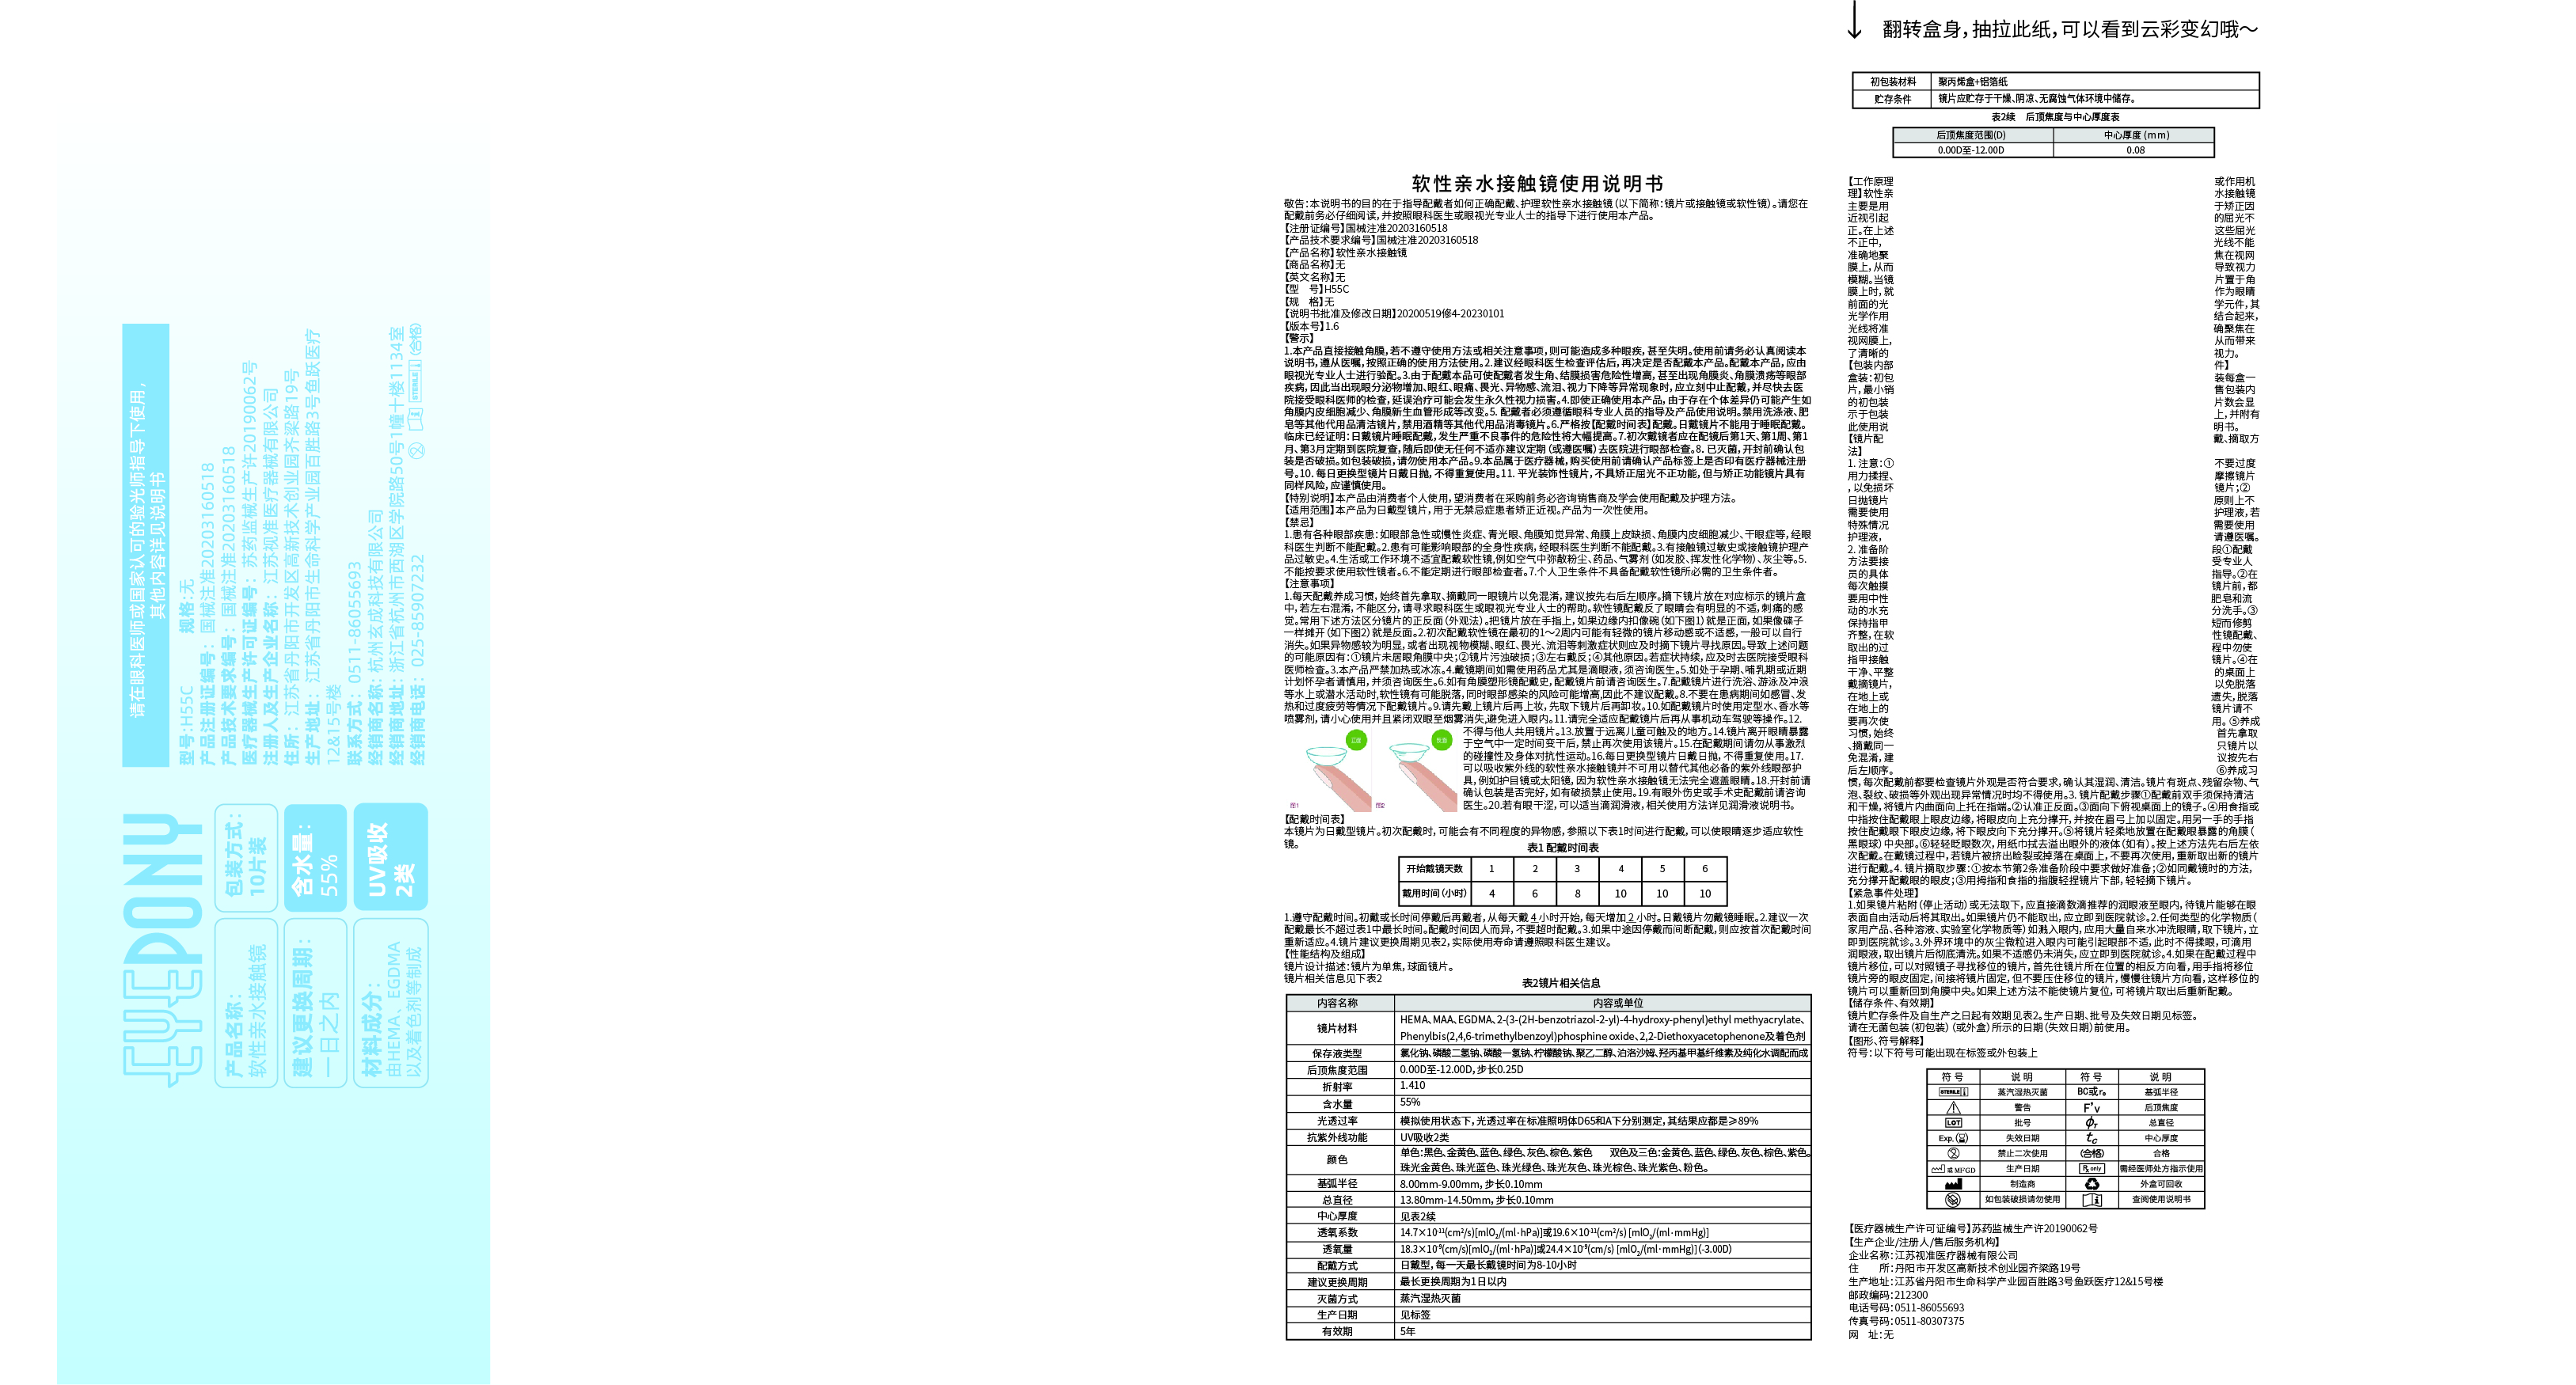 请在眼科医师或国家认可的验光师指导下使用，
其他内容详见说明书
型号:H55C 规格:无
产品注册证编号：国械注准20203160518
产品技术要求编号：国械注准20203160518
医疗器械生产许可证编号：苏药监械生产许20190062号
注册人及生产企业名称：江苏视准医疗器械有限公司
住所：江苏省丹阳市开发区高新技术创业园齐梁路19号
生产地址：江苏省丹阳市生命科学产业园百胜路3号鱼跃医疗
12&15号楼
联系方式：0511-86055693
经销商名称：杭州玄成科技有限公司
经销商地址：浙江省杭州市西湖区学院路50号1幢十楼1134室
经销商电话：025-85907232
STERILE (合格)
EYEPONY
产品名称：
软性亲水接触镜
包装方式：
10片装
建议更换周期：
一日之内
含水量：
55%
材料成分：
由HEMA、EGDMA
以及着色剂等制成
UV吸收
2类
软性亲水接触镜使用说明书
敬告：本说明书的目的在于指导配戴者如何正确配戴、护理软性亲水接触镜（以下简称：镜片或接触镜或软性镜）。请您在
配戴前务必仔细阅读，并按照眼科医生或眼视光专业人士的指导下进行使用本产品。
【注册证编号】国械注准20203160518
【产品技术要求编号】国械注准20203160518
【产品名称】软性亲水接触镜
【商品名称】无
【英文名称】无
【型 号】H55C
【规 格】无
【说明书批准及修改日期】20200519修4-20230101
【版本号】1.6
【警示】
1.本产品直接接触角膜，若不遵守使用方法或相关注意事项，则可能造成多种眼疾，甚至失明。使用前请务必认真阅读本
说明书，遵从医嘱，按照正确的使用方法使用。2.建议经眼科医生检查评估后，再决定是否配戴本产品。配戴本产品，应由
眼视光专业人士进行验配。3.由于配戴本品可使配戴者发生角、结膜损害危险性增高，甚至出现角膜炎、角膜溃疡等眼部
疾病，因此当出现眼分泌物增加、眼红、眼痛、畏光、异物感、流泪、视力下降等异常现象时，应立刻中止配戴，并尽快去医
院接受眼科医师的检查，延误治疗可能会发生永久性视力损害。4.即使正确使用本产品，由于存在个体差异仍可能产生如
角膜内皮细胞减少、角膜新生血管形成等改变。5. 配戴者必须遵循眼科专业人员的指导及产品使用说明。禁用洗涤液、肥
皂等其他代用品清洁镜片，禁用酒精等其他代用品消毒镜片。6.严格按【配戴时间表】配戴。日戴镜片不能用于睡眠配戴。
临床已经证明：日戴镜片睡眠配戴，发生严重不良事件的危险性将大幅提高。7.初次戴镜者应在配镜后第1天、第1周、第1
月、第3月定期到医院复查，随后即使无任何不适亦建议定期（或遵医嘱）去医院进行眼部检查。8. 已灭菌，开封前确认包
装是否破损。如包装破损，请勿使用本产品。9.本品属于医疗器械，购买使用前请确认产品标签上是否印有医疗器械注册
号。10. 每日更换型镜片日戴日抛，不得重复使用。11. 平光装饰性镜片，不具矫正屈光不正功能，但与矫正功能镜片具有
同样风险，应谨慎使用。
【特别说明】本产品由消费者个人使用，望消费者在采购前务必咨询销售商及学会使用配戴及护理方法。
【适用范围】本产品为日戴型镜片，用于无禁忌症患者矫正近视。产品为一次性使用。
【禁忌】
1.患有各种眼部疾患：如眼部急性或慢性炎症、青光眼、角膜知觉异常、角膜上皮缺损、角膜内皮细胞减少、干眼症等，经眼
科医生判断不能配戴。2.患有可能影响眼部的全身性疾病，经眼科医生判断不能配戴。3.有接触镜过敏史或接触镜护理产
品过敏史。4.生活或工作环境不适宜配戴软性镜,例如空气中弥散粉尘、药品、气雾剂（如发胶、挥发性化学物）、灰尘等。5.
不能按要求使用软性镜者。6.不能定期进行眼部检查者。7.个人卫生条件不具备配戴软性镜所必需的卫生条件者。
【注意事项】
1.每天配戴养成习惯，始终首先拿取、摘戴同一眼镜片以免混淆，建议按先右后左顺序。摘下镜片放在对应标示的镜片盒
中，若左右混淆，不能区分，请寻求眼科医生或眼视光专业人士的帮助。软性镜配戴反了眼睛会有明显的不适，刺痛的感
觉。常用下述方法区分镜片的正反面（外观法）。把镜片放在手指上，如果边缘内扣像碗（如下图1）就是正面，如果像碟子
一样摊开（如下图2）就是反面。2.初次配戴软性镜在最初的1～2周内可能有轻微的镜片移动感或不适感，一般可以自行
消失。如果异物感较为明显，或者出现视物模糊、眼红、畏光、流泪等刺激症状则应及时摘下镜片寻找原因。导致上述问题
的可能原因有：①镜片未居眼角膜中央；②镜片污浊破损；③左右戴反；④其他原因。若症状持续，应及时去医院接受眼科
医师检查。3.本产品严禁加热或冰冻。4.戴镜期间如需使用药品尤其是滴眼液，须咨询医生。5.如处于孕期、哺乳期或近期
计划怀孕者请慎用，并须咨询医生。6.如有角膜塑形镜配戴史，配戴镜片前请咨询医生。7.配戴镜片进行洗浴、游泳及冲浪
等水上或潜水活动时,软性镜有可能脱落，同时眼部感染的风险可能增高,因此不建议配戴。8.不要在患病期间如感冒、发
热和过度疲劳等情况下配戴镜片。9.请先戴上镜片后再上妆，先取下镜片后再卸妆。10.如配戴镜片时使用定型水、香水等
喷雾剂，请小心使用并且紧闭双眼至烟雾消失,避免进入眼内。11.请完全适应配戴镜片后再从事机动车驾驶等操作。12.
不得与他人共用镜片。13.放置于远离儿童可触及的地方。14.镜片离开眼睛暴露
于空气中一定时间变干后，禁止再次使用该镜片。15.在配戴期间请勿从事激烈
的碰撞性及身体对抗性运动。16.每日更换型镜片日戴日抛，不得重复使用。17.
可以吸收紫外线的软性亲水接触镜并不可用以替代其他必备的紫外线眼部护
具，例如护目镜或太阳镜，因为软性亲水接触镜无法完全遮盖眼睛。18.开封前请
确认包装是否完好，如有破损禁止使用。19.有眼外伤史或手术史配戴前请咨询
医生。20.若有眼干涩，可以适当滴润滑液，相关使用方法详见润滑液说明书。
正面
反面
图1
图2
【配戴时间表】
本镜片为日戴型镜片。初次配戴时，可能会有不同程度的异物感，参照以下表1时间进行配戴，可以使眼睛逐步适应软性
镜。
表1 配戴时间表
开始戴镜天数 1 2 3 4 5 6
戴用时间（小时） 4 6 8 10 10 10
1.遵守配戴时间。初戴或长时间停戴后再戴者，从每天戴 4 小时开始，每天增加 2 小时。日戴镜片勿戴镜睡眠。2.建议一次
配戴最长不超过表1中最长时间。配戴时间因人而异，不要超时配戴。3.如果中途因停戴而间断配戴，则应按首次配戴时间
重新适应。4.镜片建议更换周期见表2，实际使用寿命请遵照眼科医生建议。
【性能结构及组成】
镜片设计描述：镜片为单焦，球面镜片。
镜片相关信息见下表2
表2镜片相关信息
内容名称 内容或单位
镜片材料 HEMA、MAA、EGDMA、2-(3-(2H-benzotriazol-2-yl)-4-hydroxy-phenyl)ethyl methyacrylate、
Phenylbis(2,4,6-trimethylbenzoyl)phosphine oxide、2,2-Diethoxyacetophenone及着色剂
保存液类型 氯化钠、磷酸二氢钠、磷酸一氢钠、柠檬酸钠、聚乙二醇、泊洛沙姆、羟丙基甲基纤维素及纯化水调配而成
后顶焦度范围 0.00D至-12.00D，步长0.25D
折射率 1.410
含水量 55%
光透过率 模拟使用状态下，光透过率在标准照明体D65和A下分别测定，其结果应都是≥89%
抗紫外线功能 UV吸收2类
颜色 单色：黑色、金黄色、蓝色、绿色、灰色、棕色、紫色 双色及三色：金黄色、蓝色、绿色、灰色、棕色、紫色。
珠光金黄色、珠光蓝色、珠光绿色、珠光灰色、珠光棕色、珠光紫色、粉色。
基弧半径 8.00mm-9.00mm，步长0.10mm
总直径 13.80mm-14.50mm，步长0.10mm
中心厚度 见表2续
透氧系数 14.7×10⁻¹¹(cm²/s)[mlO₂/(ml·hPa)]或19.6×10⁻¹¹(cm²/s) [mlO₂/(ml·mmHg)]
透氧量 18.3×10⁻⁹(cm/s)[mlO₂/(ml·hPa)]或24.4×10⁻⁹(cm/s) [mlO₂/(ml·mmHg)](-3.00D)
配戴方式 日戴型，每一天最长戴镜时间为8-10小时
建议更换周期 最长更换周期为1日以内
灭菌方式 蒸汽湿热灭菌
生产日期 见标签
有效期 5年
翻转盒身，抽拉此纸，可以看到云彩变幻哦～
初包装材料 聚丙烯盒+铝箔纸
贮存条件 镜片应贮存于干燥、阴凉、无腐蚀气体环境中储存。
表2续 后顶焦度与中心厚度表
后顶焦度范围(D) 中心厚度 (mm)
0.00D至-12.00D 0.08
【工作原理 或作用机
理】软性亲 水接触镜
主要是用 于矫正因
近视引起 的屈光不
正。在上述 这些屈光
不正中， 光线不能
准确地聚 焦在视网
膜上，从而 导致视力
模糊。当镜 片置于角
膜上时，就 作为眼睛
前面的光 学元件，其
光学作用 结合起来，
光线将准 确聚焦在
视网膜上， 从而带来
了清晰的 视力。
【包装内部 件】
盒装：初包 装每盒一
片，最小销 售包装内
的初包装 片数会显
示于包装 上，并附有
此使用说 明书。
【镜片配 戴、摘取方
法】
1. 注意：① 不要过度
用力揉捏、 摩擦镜片
，以免损坏 镜片；②
日抛镜片 原则上不
需要使用 护理液，若
特殊情况 需要使用
护理液， 请遵医嘱。
2. 准备阶 段①配戴
方法要接 受专业人
员的具体 指导。②在
每次触摸 镜片前，都
要用中性 肥皂和流
动的水充 分洗手。③
保持指甲 短而修剪
齐整，在软 性镜配戴、
取出的过 程中勿使
指甲接触 镜片。④在
干净、平整 的桌面上
戴摘镜片， 以免脱落
在地上或 遗失，脱落
在地上的 镜片请不
要再次使 用。⑤养成
习惯，始终 首先拿取
、摘戴同一 只镜片以
免混淆，建 议按先右
后左顺序。 ⑥养成习
惯，每次配戴前都要检查镜片外观是否符合要求，确认其湿润、清洁。镜片有斑点、残留杂物、气
泡、裂纹、破损等外观出现异常情况时均不得使用。3. 镜片配戴步骤①配戴前双手须保持清洁
和干燥，将镜片内曲面向上托在指端。②认准正反面。③面向下俯视桌面上的镜子。④用食指或
中指按住配戴眼上眼皮边缘，将眼皮向上充分撑开，并按在眉弓上加以固定。用另一的手的手指
按住配戴眼下眼皮边缘，将下眼皮向下充分撑开。⑤将镜片轻柔地放置在配戴眼暴露的角膜（
黑眼球）中央部。⑥轻轻眨眼数次，用纸巾拭去溢出眼外的液体（如有）。按上述方法先右后左依
次配戴。在戴镜过程中，若镜片被挤出睑裂或掉落在桌面上，不要再次使用，重新取出新的镜片
进行配戴。4. 镜片摘取步骤：①按本节第2条准备阶段中要求做好准备；②如同戴镜时的方法，
充分撑开配戴眼的眼皮；③用拇指和食指的指腹轻捏镜片下部，轻轻摘下镜片。
【紧急事件处理】
1.如果镜片粘附（停止活动）或无法取下，应直接滴数滴推荐的润眼液至眼内，待镜片能够在眼
表面自由活动后将其取出。如果镜片仍不能取出，应立即到医院就诊。2.任何类型的化学物质（
家用产品、各种溶液、实验室化学物质等）如溅入眼内，应用大量自来水冲洗眼睛，取下镜片，立
即到医院就诊。3.外界环境中的灰尘微粒进入眼内可能引起眼部不适，此时不得揉眼，可滴用
润眼液，取出镜片后彻底清洗。如果不适感仍未消失，应立即到医院就诊。4.如果在配戴过程中
镜片移位，可以对照镜子寻找移位的镜片，首先往镜片所在位置的相反方向看，用手指将移位
镜片旁的眼皮固定，间接将镜片固定，但不要压住移位的镜片，慢慢往镜片方向看，这样移位的
镜片可以重新回到角膜中央。如果上述方法不能使镜片复位，可将镜片取出后重新配戴。
【储存条件、有效期】
镜片贮存条件及自生产之日起有效期见表2。生产日期、批号及失效日期见标签。
请在无菌包装（初包装）（或外盒）所示的日期（失效日期）前使用。
【图形、符号解释】
符号：以下符号可能出现在标签或外包装上
符 号 说 明 符 号 说 明
STERILE 蒸汽湿热灭菌 BC或r₀ 基弧半径
警告 F'v 后顶焦度
LOT 批号 ϕT 总直径
Exp.(⌛) 失效日期 tc 中心厚度
② 禁止二次使用 (合格) 合格
或 MFGD 生产日期 Rx only 需经医师处方指示使用
制造商 外盒可回收
如包装破损请勿使用 i 查阅使用说明书
【医疗器械生产许可证编号】苏药监械生产许20190062号
【生产企业/注册人/售后服务机构】
企业名称：江苏视准医疗器械有限公司
住 所：丹阳市开发区高新技术创业园齐梁路19号
生产地址：江苏省丹阳市生命科学产业园百胜路3号鱼跃医疗12&15号楼
邮政编码：212300
电话号码：0511-86055693
传真号码：0511-80307375
网 址：无